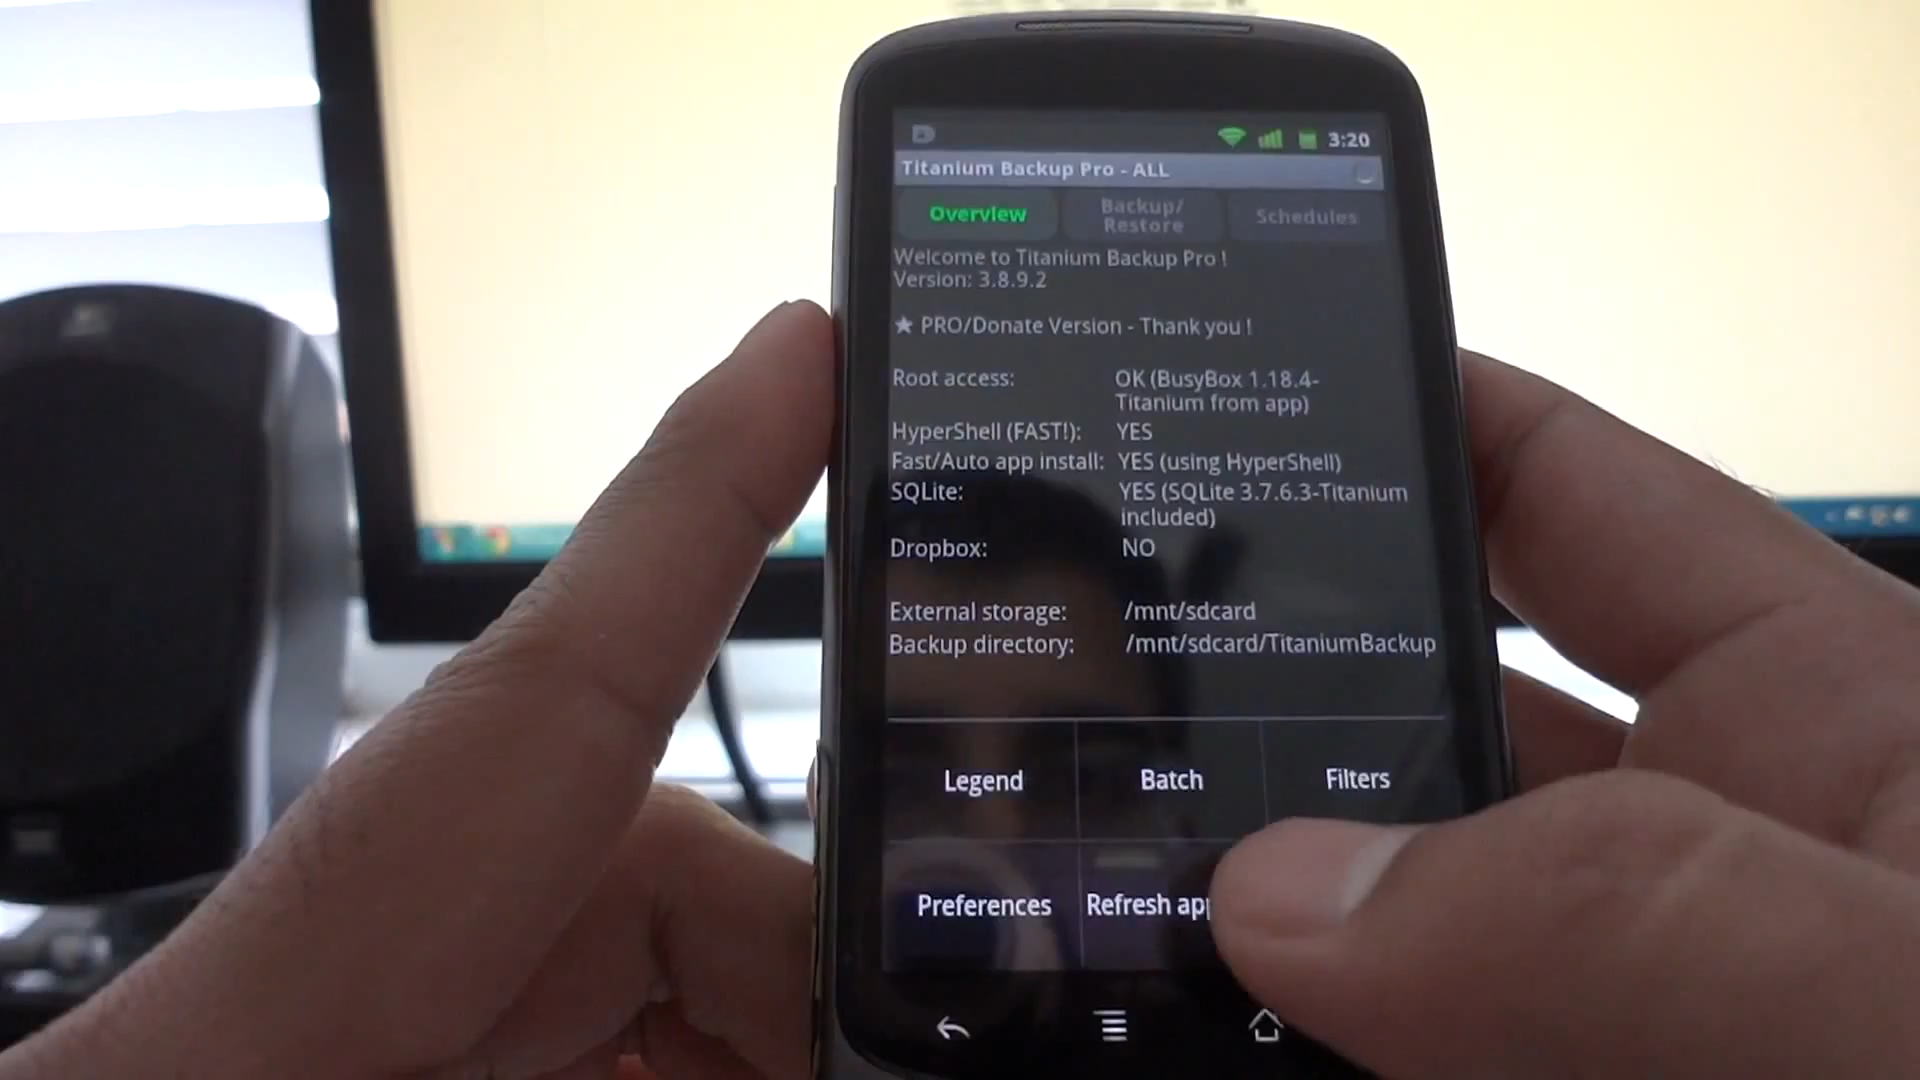 3:20
Titanium Backup Pro - ALL
Overview
Backup/
Restore
Schedules
Welcome to Titanium Backup Pro !
Version: 3.8.9.2
★ PRO/Donate Version - Thank you !
Root access: OK (BusyBox 1.18.4-
Titanium from app)
HyperShell (FAST!): YES
Fast/Auto app install: YES (using HyperShell)
SQLite: YES (SQLite 3.7.6.3-Titanium
included)
Dropbox: NO
External storage: /mnt/sdcard
Backup directory: /mnt/sdcard/TitaniumBackup
Legend
Batch
Filters
Preferences
Refresh